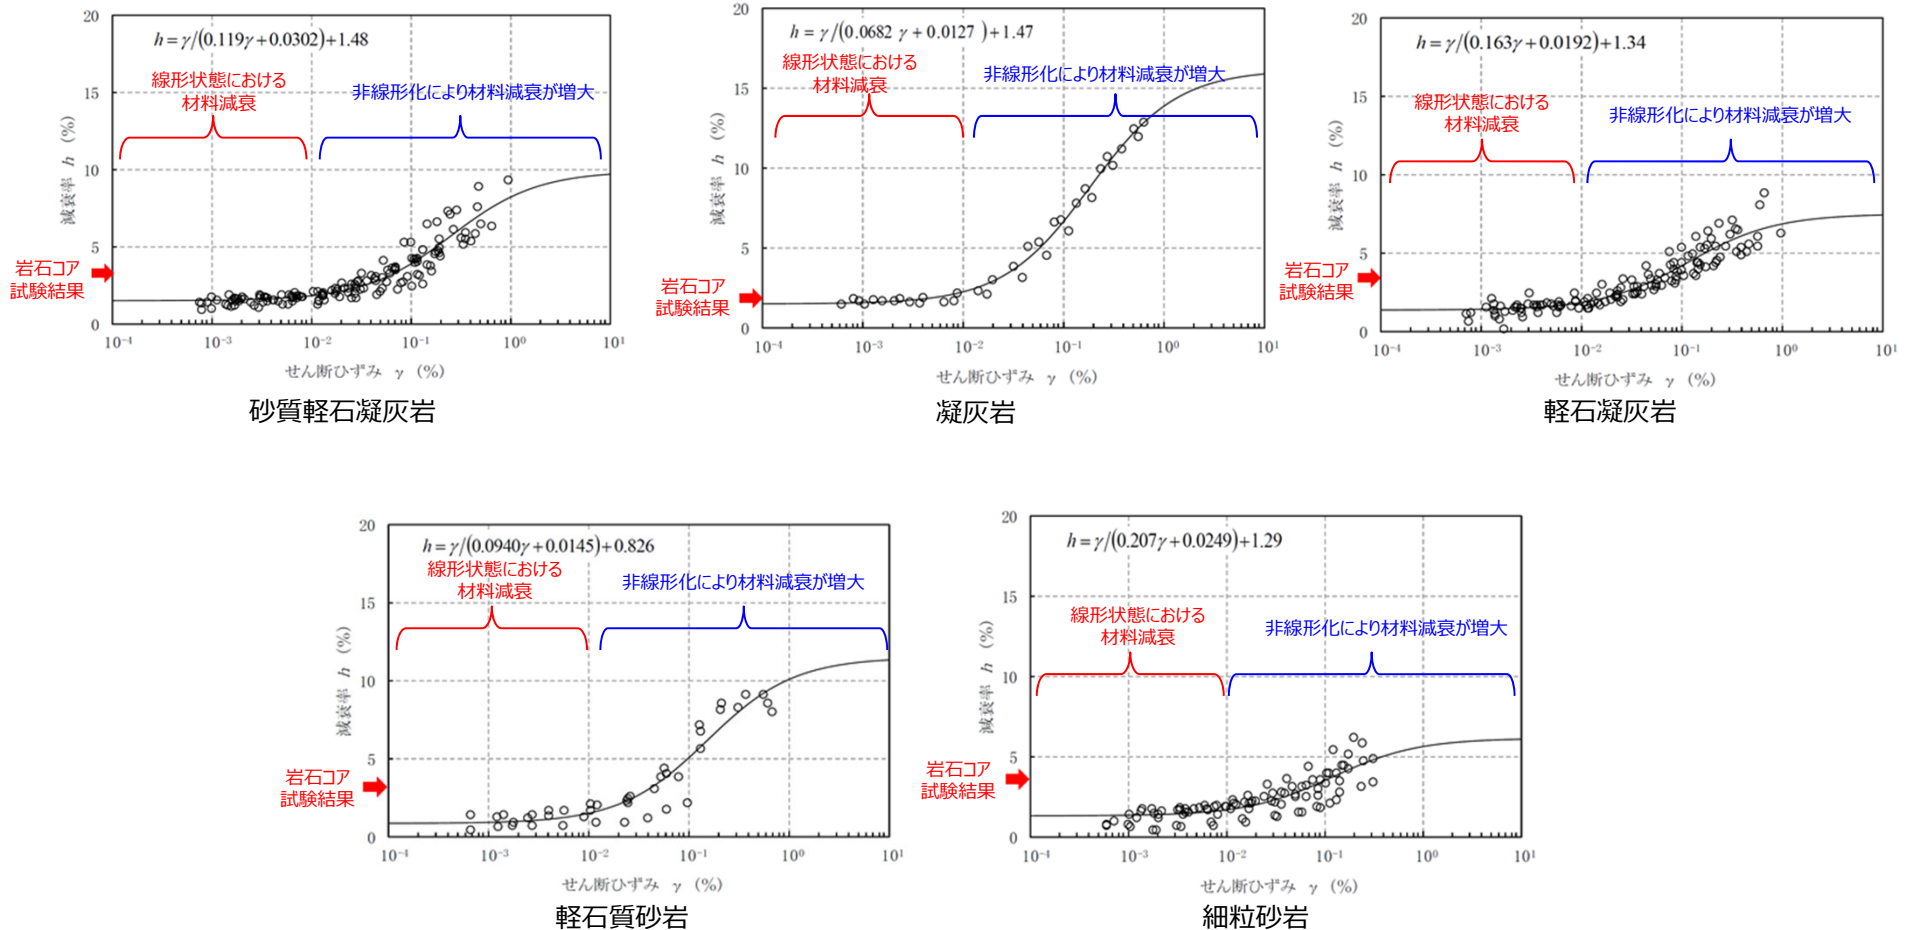 20
15
10
5
0
減衰率 h (%)
h=γ/(0.119γ+0.0302)+1.48
線形状態における
材料減衰
非線形化により材料減衰が増大
岩石コア
試験結果
10-4
10-3
10-2
10-1
100
101
せん断ひずみ γ (%)
砂質軽石凝灰岩
20
15
10
5
0
減衰率 h (%)
h=γ/(0.0682 γ+0.0127 )+1.47
線形状態における
材料減衰
非線形化により材料減衰が増大
岩石コア
試験結果
10-4
10-3
10-2
10-1
100
101
せん断ひずみ γ (%)
凝灰岩
20
15
10
5
0
減衰率 h (%)
h=γ/(0.163γ+0.0192)+1.34
線形状態における
材料減衰
非線形化により材料減衰が増大
岩石コア
試験結果
10-4
10-3
10-2
10-1
100
101
せん断ひずみ γ (%)
軽石凝灰岩
20
15
10
5
0
減衰率 h (%)
h=γ/(0.0940γ+0.0145)+0.826
線形状態における
材料減衰
非線形化により材料減衰が増大
岩石コア
試験結果
10-4
10-3
10-2
10-1
100
101
せん断ひずみ γ (%)
軽石質砂岩
20
15
10
5
0
減衰率 h (%)
h=γ/(0.207γ+0.0249)+1.29
線形状態における
材料減衰
非線形化により材料減衰が増大
岩石コア
試験結果
10-4
10-3
10-2
10-1
100
101
せん断ひずみ γ (%)
細粒砂岩